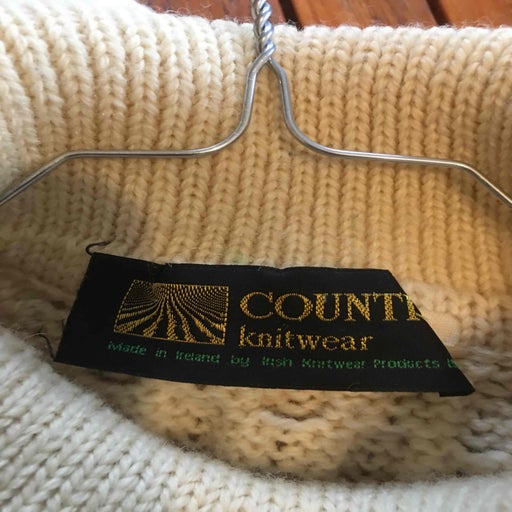 COUNT
knitwear
Made in Ireland by Irish Knitwear Products